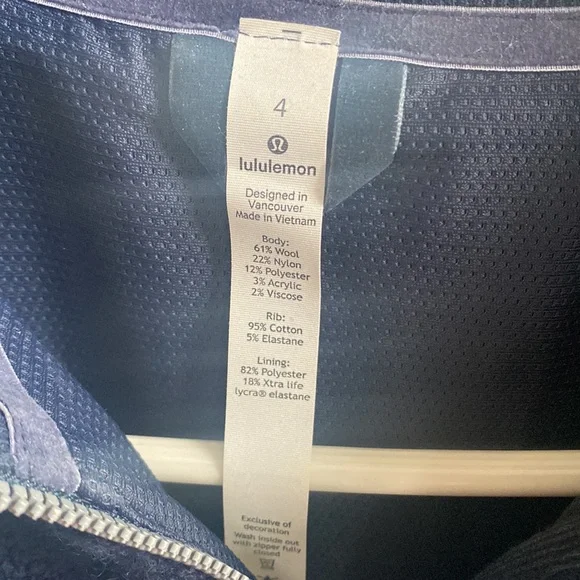 4
lululemon
Designed in
Vancouver
Made in Vietnam
Body:
61% Wool
22% Nylon
12% Polyester
3% Acrylic
2% Viscose
Rib:
95% Cotton
5% Elastane
Lining:
82% Polyester
18% Xtra life
lycra® elastane
Exclusive of
decoration
Wash inside out
with zipper fully
closed